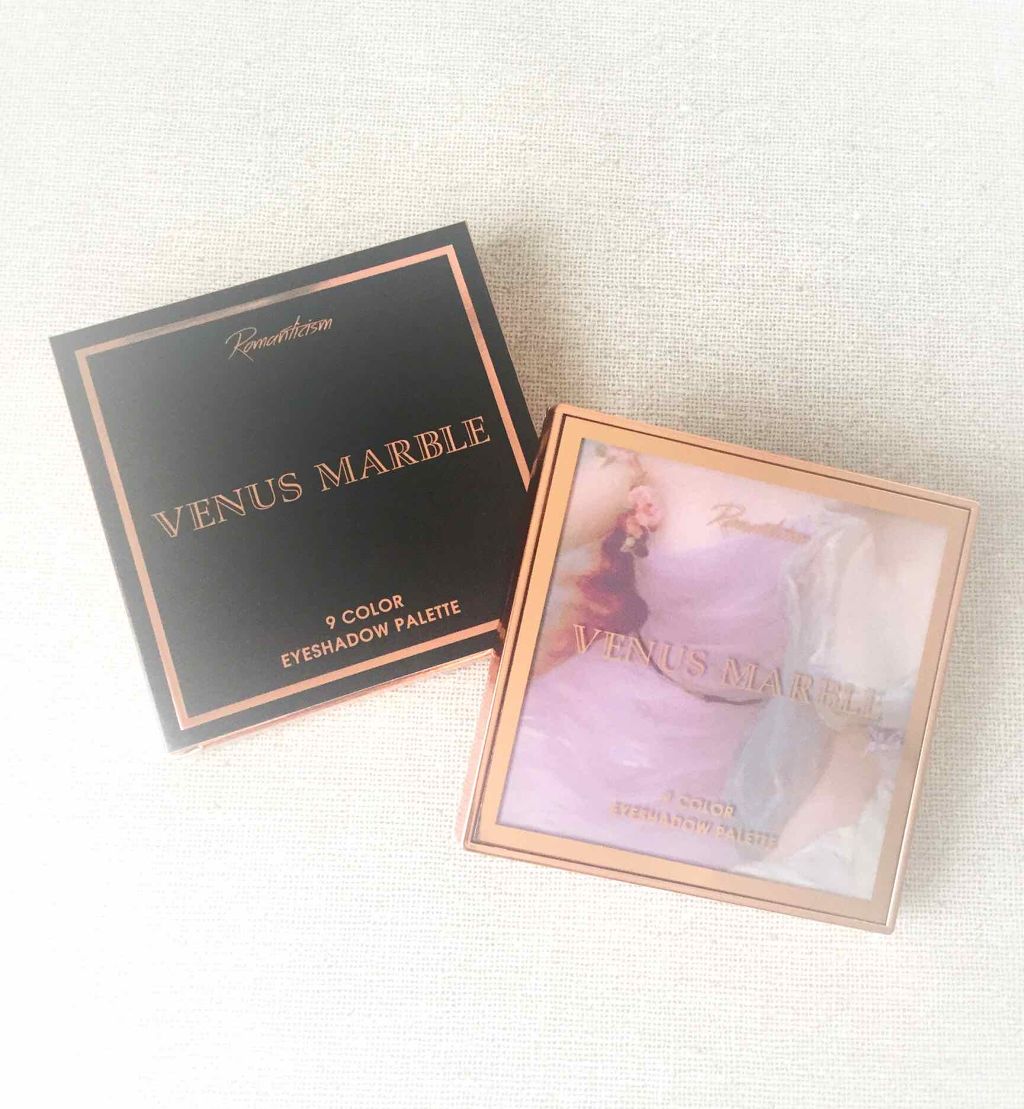 Romanticism
VENUS MARBLE
9 COLOR
EYESHADOW PALETTE
Romanticism
VENUS MARBLE
9 COLOR
EYESHADOW PALETTE